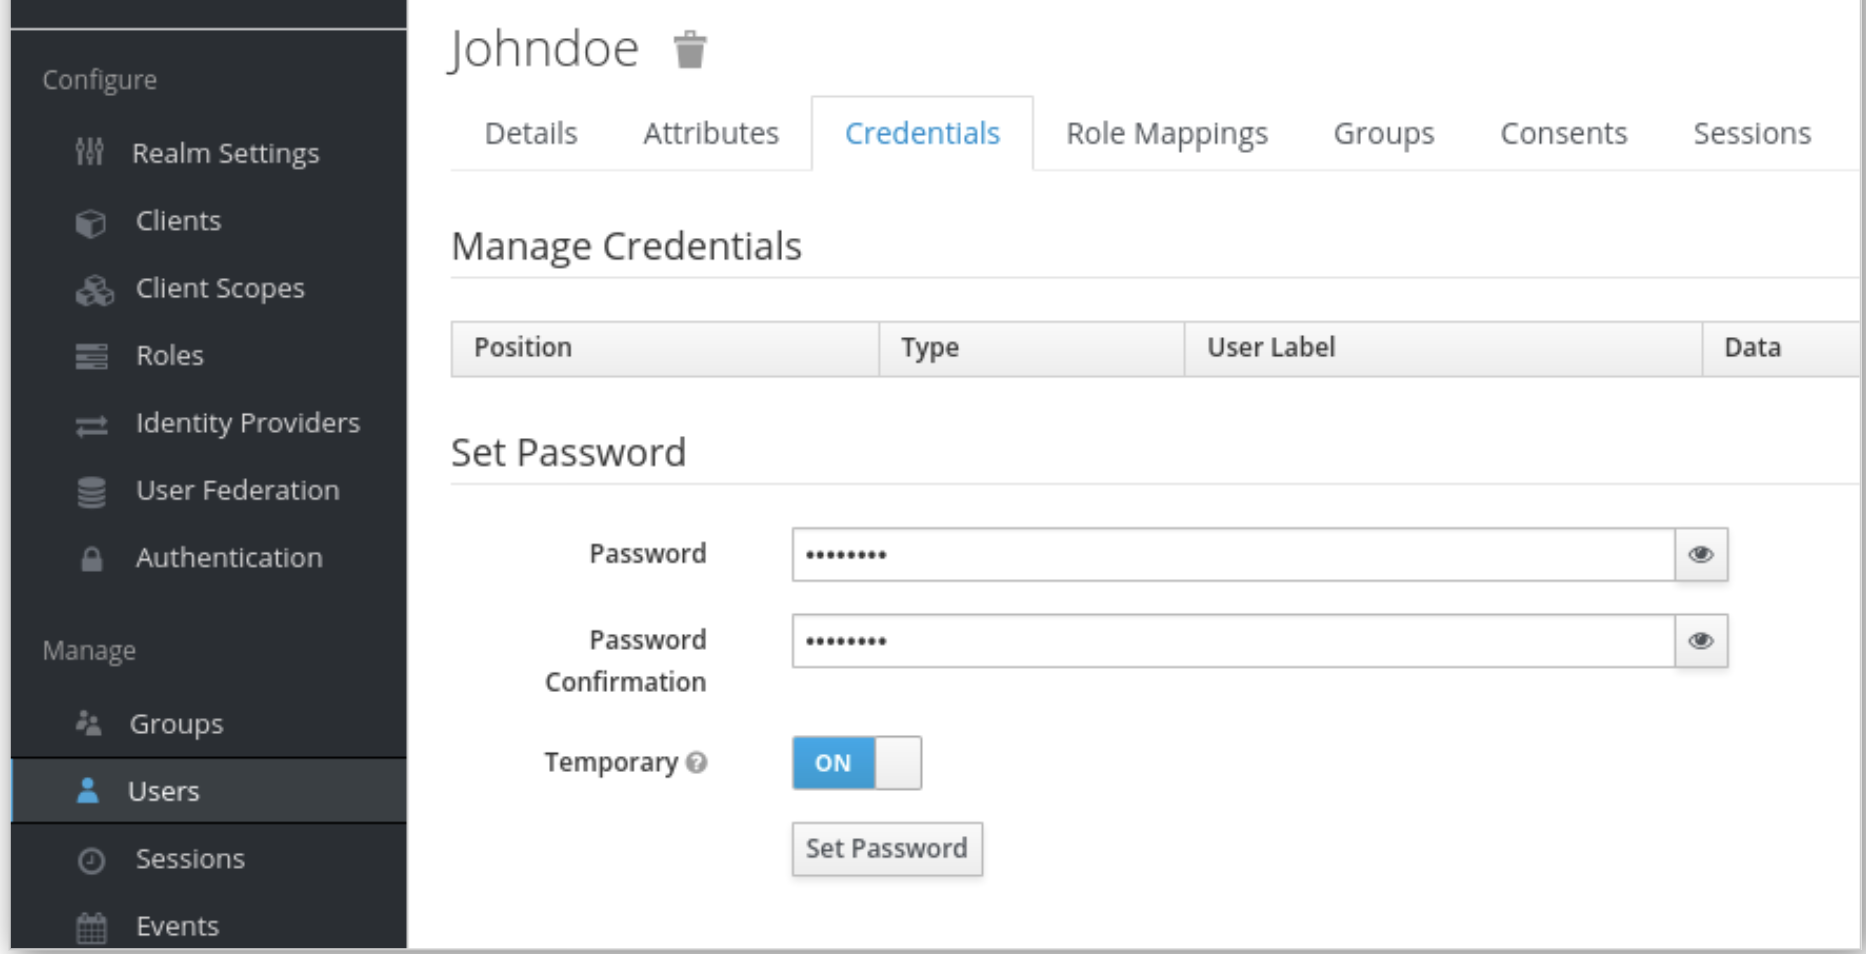 Configure
Realm Settings
Clients
Client Scopes
Roles
Identity Providers
User Federation
Authentication
Manage
Groups
Users
Sessions
Events
Johndoe
Details Attributes Credentials Role Mappings Groups Consents Sessions
Manage Credentials
Position Type User Label Data
Set Password
Password ••••••••
Password
Confirmation ••••••••
Temporary ? ON
Set Password